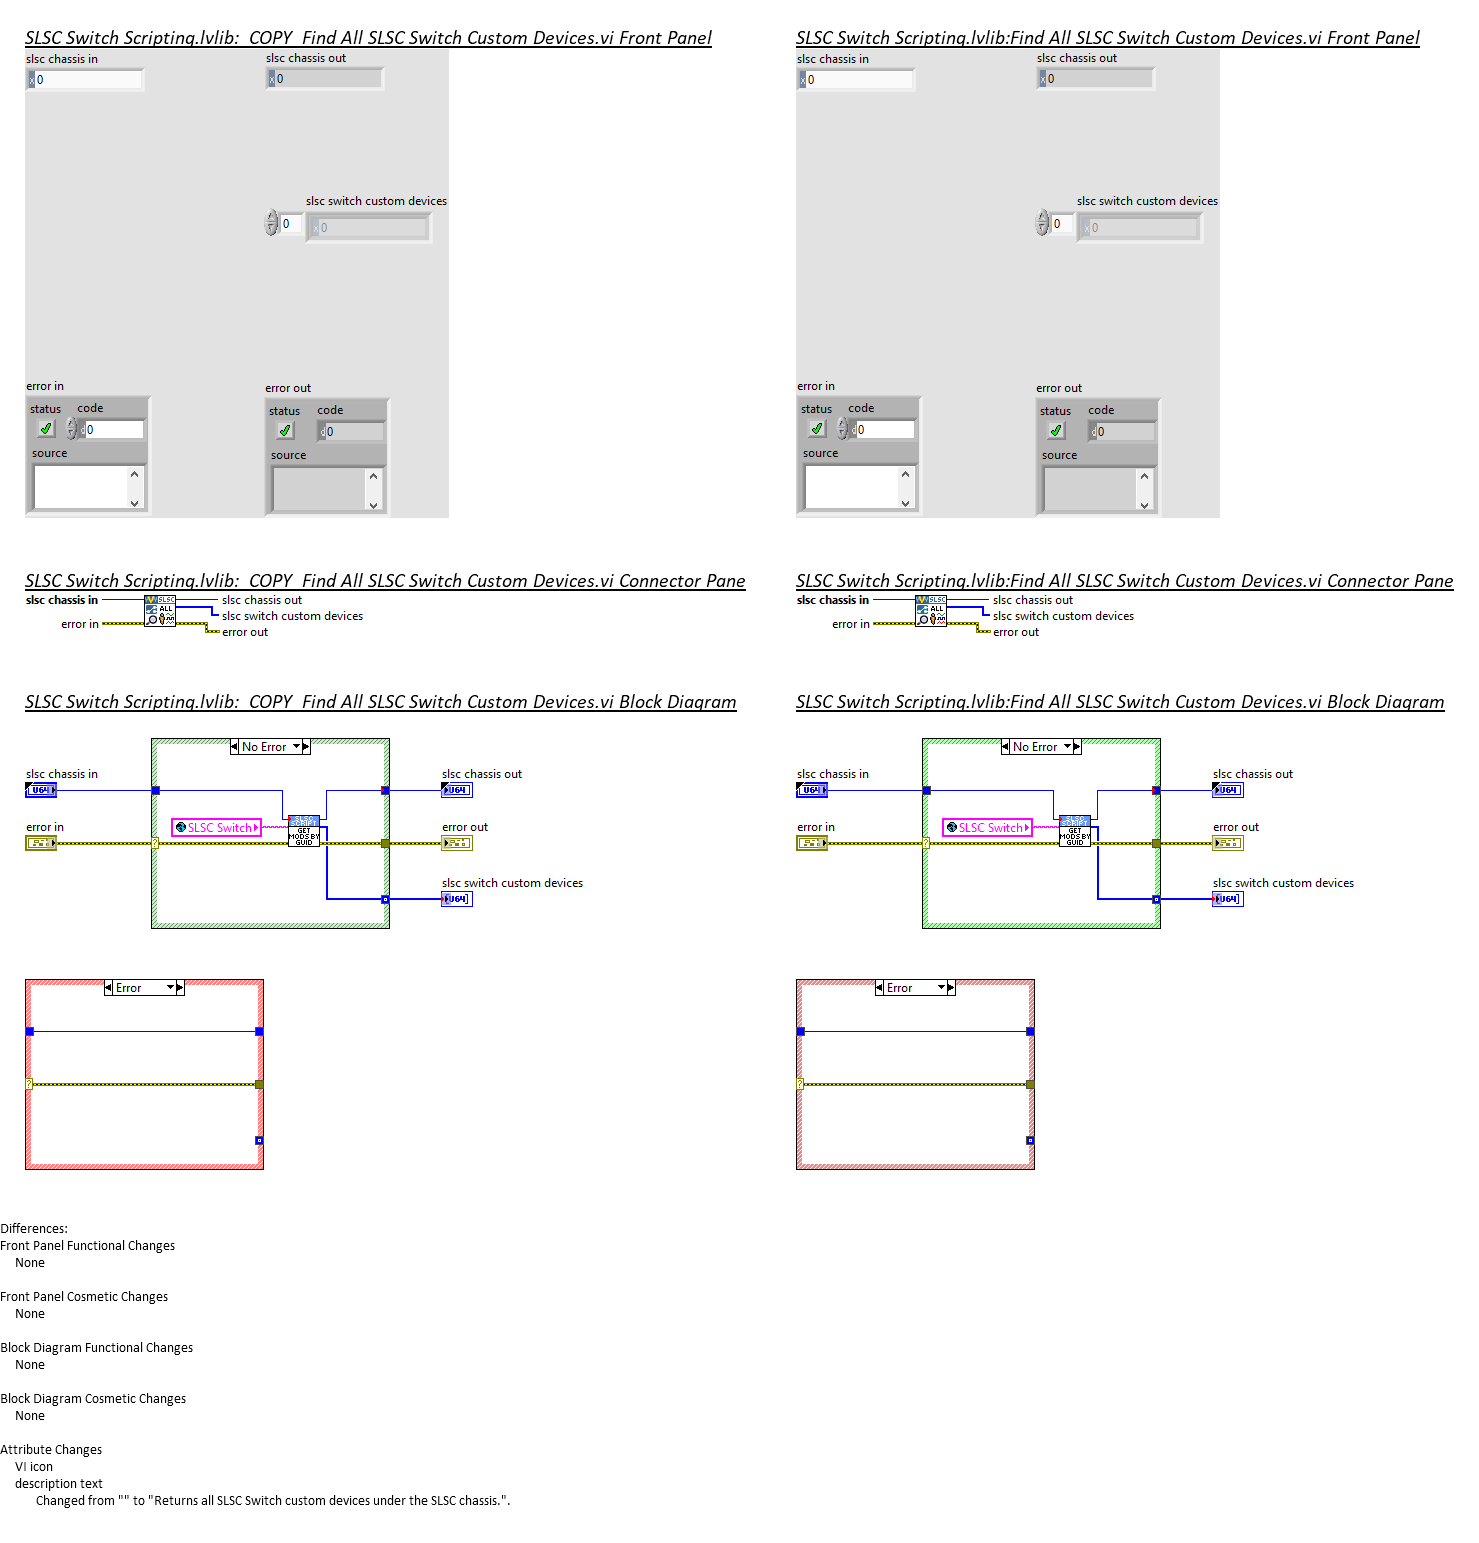 SLSC Switch Scripting.lvlib:  COPY  Find All SLSC Switch Custom Devices.vi Front Panel
slsc chassis in
x 0
slsc chassis out
x 0
slsc switch custom devices
0
x 0
error in
status
code
d 0
source
error out
status
code
d 0
source
SLSC Switch Scripting.lvlib:Find All SLSC Switch Custom Devices.vi Front Panel
slsc chassis in
x 0
slsc chassis out
x 0
slsc switch custom devices
0
x 0
error in
status
code
d 0
source
error out
status
code
d 0
source
SLSC Switch Scripting.lvlib:  COPY  Find All SLSC Switch Custom Devices.vi Connector Pane
slsc chassis in
error in
SLSC
ALL
slsc chassis out
slsc switch custom devices
error out
SLSC Switch Scripting.lvlib:Find All SLSC Switch Custom Devices.vi Connector Pane
slsc chassis in
error in
SLSC
ALL
slsc chassis out
slsc switch custom devices
error out
SLSC Switch Scripting.lvlib:  COPY  Find All SLSC Switch Custom Devices.vi Block Diagram
No Error
slsc chassis in
U64
error in
SLSC Switch
SLSC
SCRIPT
GET
MODS BY
GUID
?
slsc chassis out
U64
error out
slsc switch custom devices
U64
Error
?
SLSC Switch Scripting.lvlib:Find All SLSC Switch Custom Devices.vi Block Diagram
No Error
slsc chassis in
U64
error in
SLSC Switch
SLSC
SCRIPT
GET
MODS BY
GUID
?
slsc chassis out
U64
error out
slsc switch custom devices
U64
Error
?
Differences:
Front Panel Functional Changes
None
Front Panel Cosmetic Changes
None
Block Diagram Functional Changes
None
Block Diagram Cosmetic Changes
None
Attribute Changes
VI icon
description text
Changed from "" to "Returns all SLSC Switch custom devices under the SLSC chassis.".